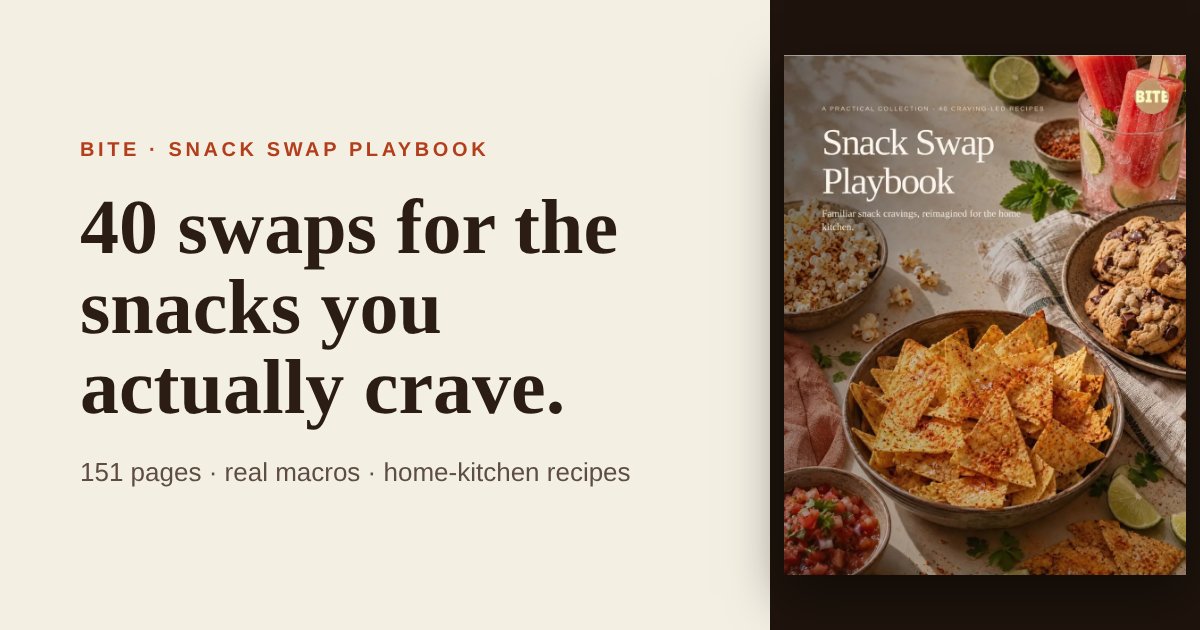 BITE · SNACK SWAP PLAYBOOK
40 swaps for the
snacks you
actually crave.
151 pages · real macros · home-kitchen recipes
BITE
A PRACTICAL COLLECTION · 40 CRAVING-LED RECIPES
Snack Swap
Playbook
Familiar snack cravings, reimagined for the home
kitchen.